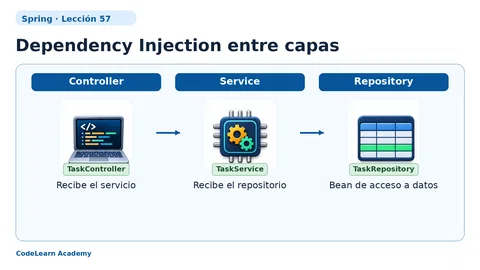 Spring · Lección 57
Dependency Injection entre capas
Controller
Service
Repository
</>
TaskController
TaskService
TaskRepository
Recibe el servicio
Recibe el repositorio
Bean de acceso a datos
CodeLearn Academy